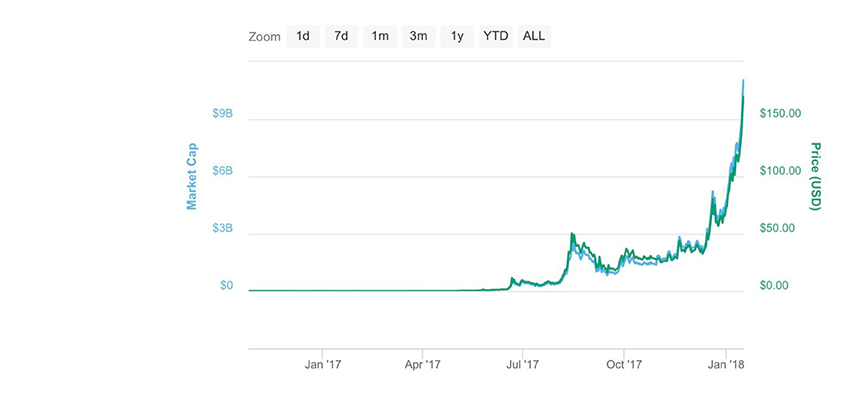 Zoom 1d 7d 1m 3m 1y YTD ALL
$9B $150.00
$6B $100.00
$3B $50.00
$0 $0.00
Market Cap
Price (USD)
Jan '17 Apr '17 Jul '17 Oct '17 Jan '18